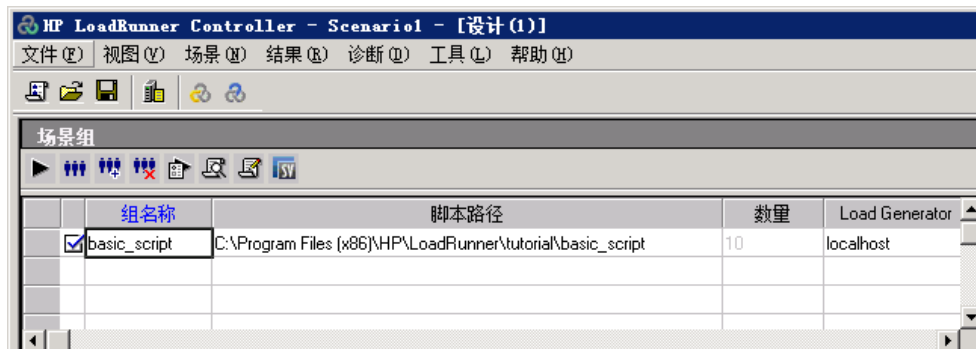 HP LoadRunner Controller - Scenario1 - [设计(1)]
文件(F) 视图(V) 场景(N) 结果(R) 诊断(D) 工具(L) 帮助(H)
场景组
组名称 脚本路径 数量 Load Generator
basic_script C:\Program Files (x86)\HP\LoadRunner\tutorial\basic_script 10 localhost